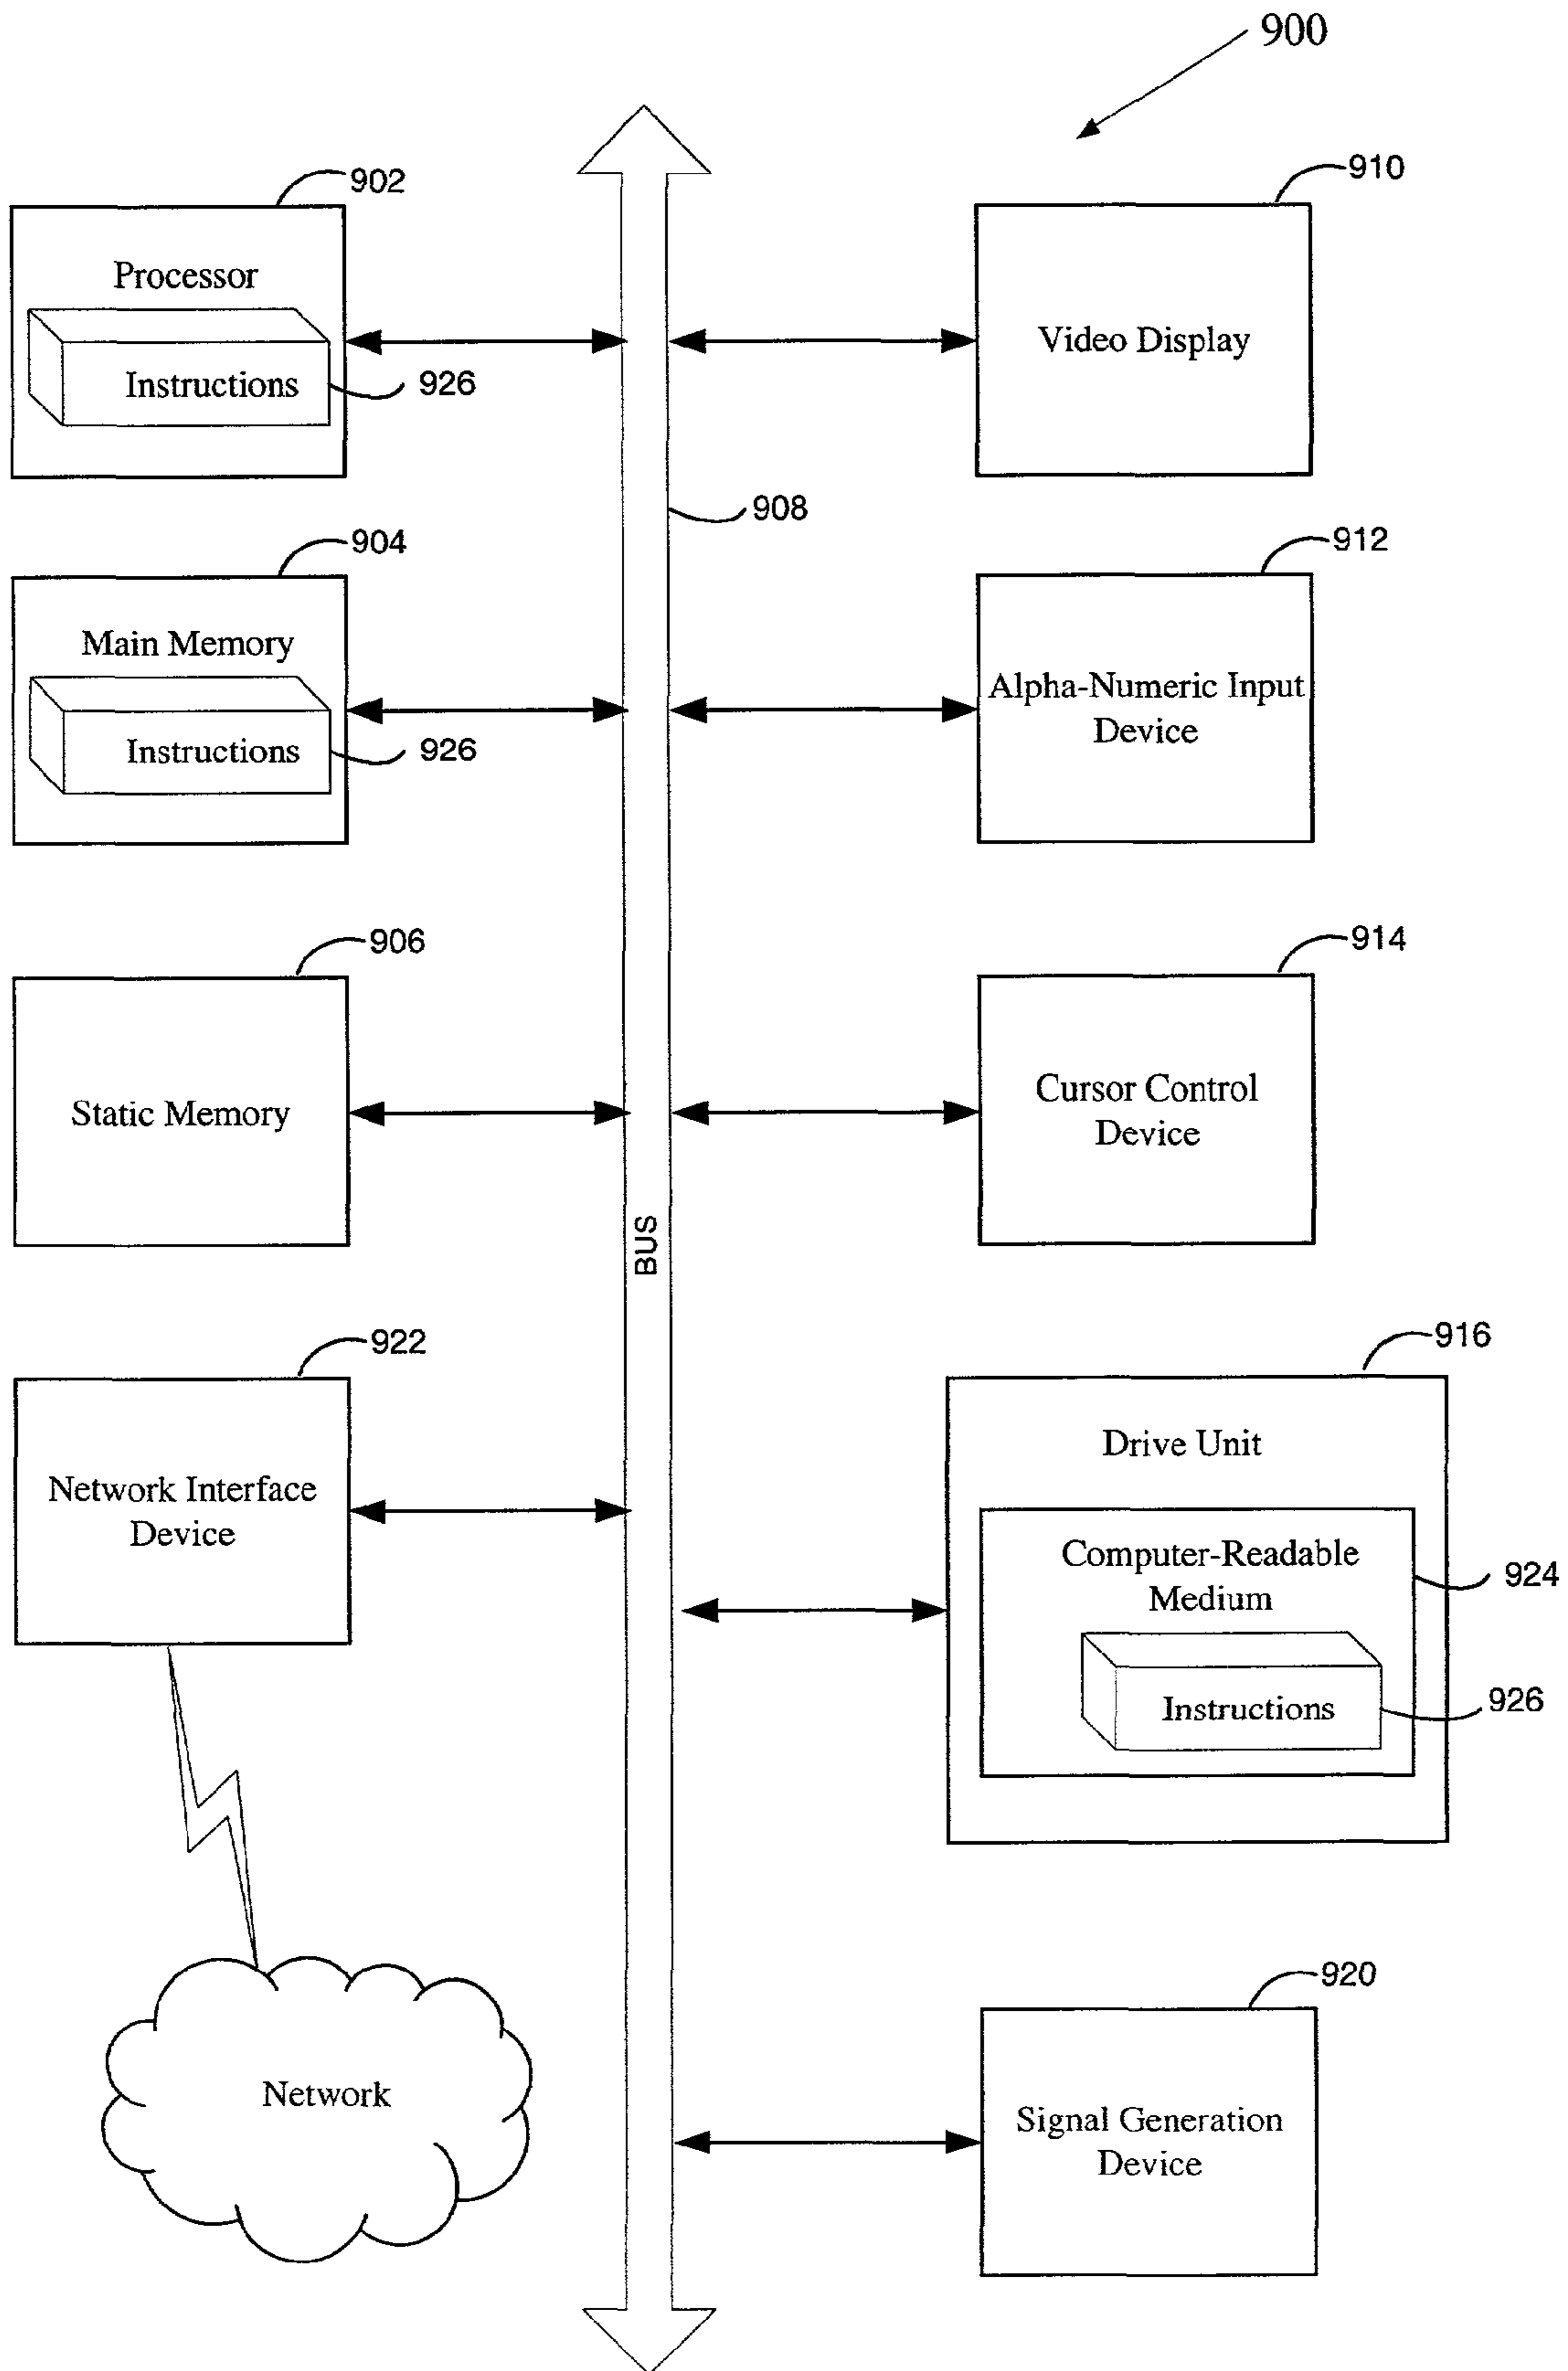 900
902
Processor
Instructions
926
910
Video Display
908
904
Main Memory
Instructions
926
912
Alpha-Numeric Input
Device
906
Static Memory
914
Cursor Control
Device
BUS
922
Network Interface
Device
916
Drive Unit
Computer-Readable
Medium
924
Instructions
926
Network
920
Signal Generation
Device